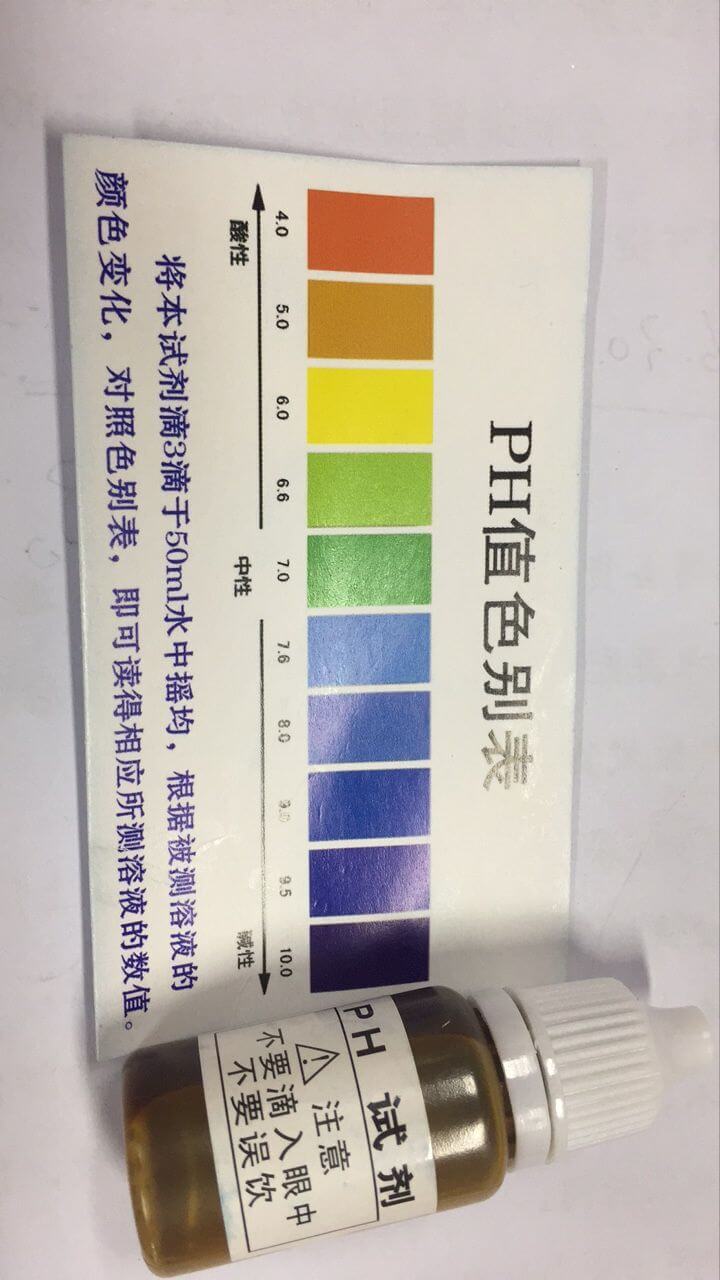 PH值色别表
4.0 5.0 6.0 6.6 7.0 7.6 8.0 9.0 9.5 10.0
酸性 中性 碱性
将本试剂滴3滴于50ml水中摇均，根据被测溶液的
颜色变化，对照色别表，即可读得相应所测溶液的数值。
PH 试剂
注意
不要滴入眼中
不要误饮